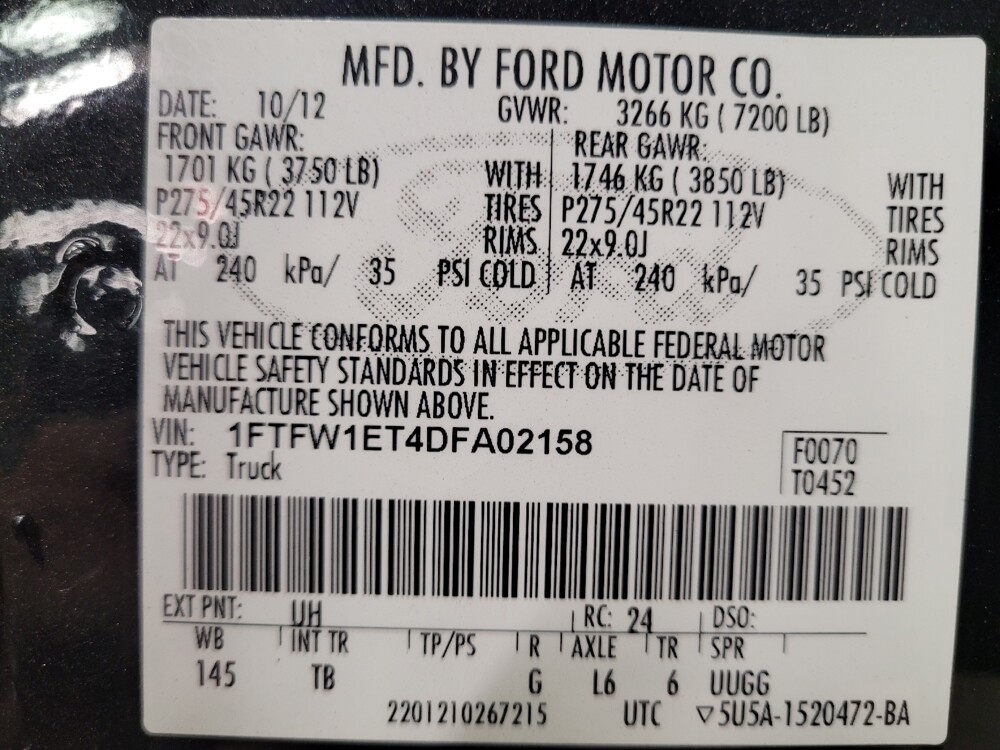 MFD. BY FORD MOTOR CO.
DATE: 10/12 GVWR: 3266 KG ( 7200 LB)
FRONT GAWR: REAR GAWR:
1701 KG ( 3750 LB) WITH 1746 KG ( 3850 LB) WITH
P275/45R22 112V TIRES P275/45R22 112V TIRES
22x9.0J RIMS 22x9.0J RIMS
AT 240 kPa/ 35 PSI COLD AT 240 kPa/ 35 PSI COLD
THIS VEHICLE CONFORMS TO ALL APPLICABLE FEDERAL MOTOR
VEHICLE SAFETY STANDARDS IN EFFECT ON THE DATE OF
MANUFACTURE SHOWN ABOVE.
VIN: 1FTFW1ET4DFA02158 F0070
TYPE: Truck T0452
EXT PNT: UH RC: 24 DSO:
WB INT TR TP/PS R AXLE TR SPR
145 TB G L6 6 UUGG
2201210267215 UTC ▽5U5A-1520472-BA
Ford